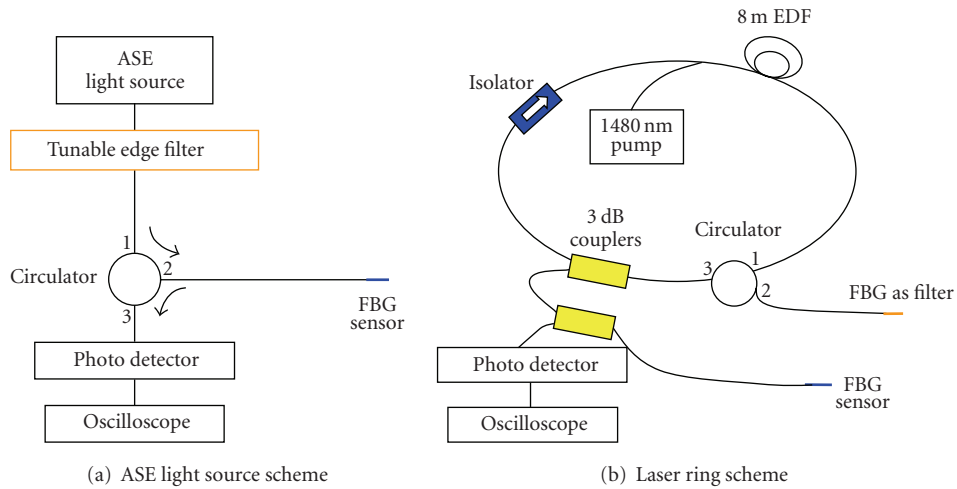 ASE
light source
Tunable edge filter
1
Circulator
2
3
FBG
sensor
Photo detector
Oscilloscope
(a) ASE light source scheme
8 m EDF
Isolator
1480 nm
pump
3 dB
couplers
Circulator
3
1
2
FBG as filter
Photo detector
FBG
sensor
Oscilloscope
(b) Laser ring scheme